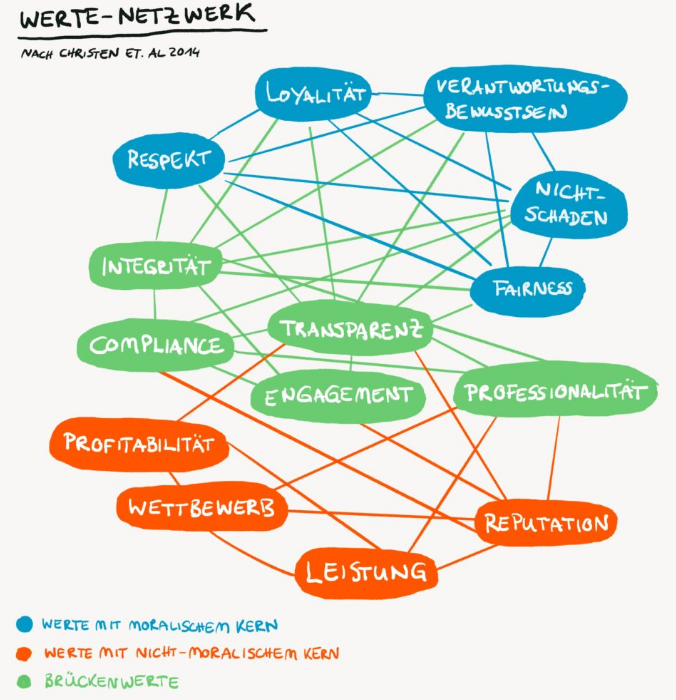 WERTE-NETZWERK
NACH CHRISTEN ET. AL 2014
LOYALITÄT
VERANTWORTUNGS-
BEWUSSTSEIN
RESPEKT
NICHT-
SCHADEN
INTEGRITÄT
FAIRNESS
TRANSPARENZ
COMPLIANCE
ENGAGEMENT
PROFESSIONALITÄT
PROFITABILITÄT
WETTBEWERB
REPUTATION
LEISTUNG
WERTE MIT MORALISCHEM KERN
WERTE MIT NICHT-MORALISCHEM KERN
BRÜCKENWERTE